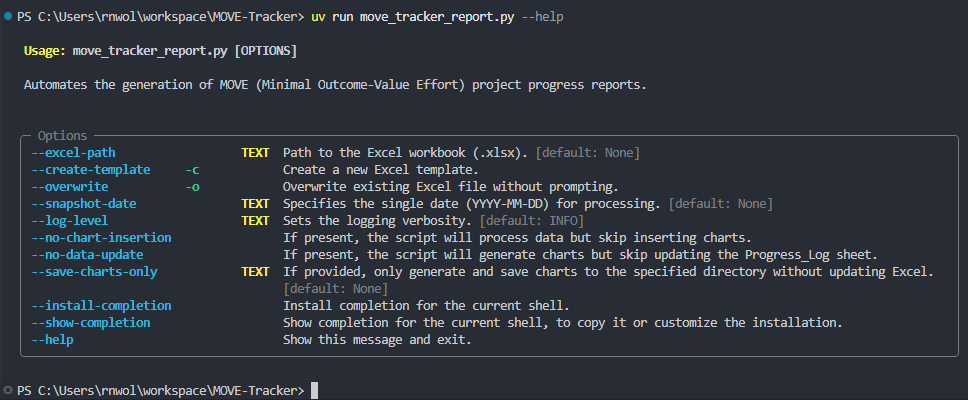 PS C:\Users\rnwol\workspace\MOVE-Tracker> uv run move_tracker_report.py --help
Usage: move_tracker_report.py [OPTIONS]
Automates the generation of MOVE (Minimal Outcome-Value Effort) project progress reports.
Options
--excel-path TEXT Path to the Excel workbook (.xlsx). [default: None]
--create-template -c Create a new Excel template.
--overwrite -o Overwrite existing Excel file without prompting.
--snapshot-date TEXT Specifies the single date (YYYY-MM-DD) for processing. [default: None]
--log-level TEXT Sets the logging verbosity. [default: INFO]
--no-chart-insertion If present, the script will process data but skip inserting charts.
--no-data-update If present, the script will generate charts but skip updating the Progress_Log sheet.
--save-charts-only TEXT If provided, only generate and save charts to the specified directory without updating Excel.
[default: None]
--install-completion Install completion for the current shell.
--show-completion Show completion for the current shell, to copy it or customize the installation.
--help Show this message and exit.
PS C:\Users\rnwol\workspace\MOVE-Tracker>